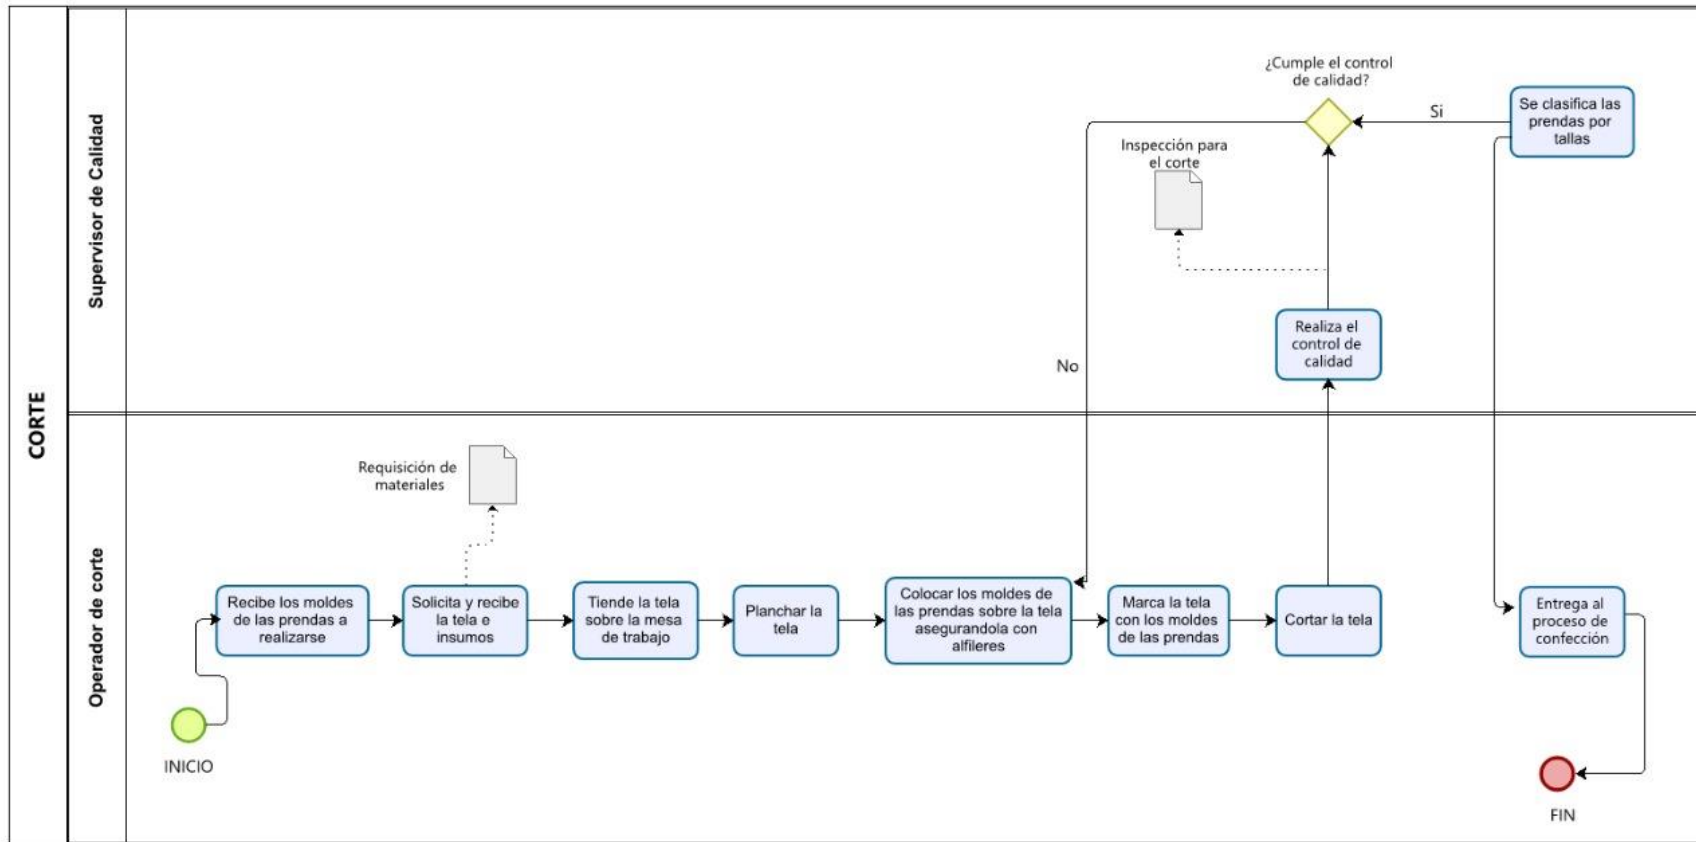 CORTE
Supervisor de Calidad
¿Cumple el control
de calidad?
Si
Se clasifica las
prendas por
tallas
Inspección para
el corte
Realiza el
control de
calidad
No
Operador de corte
Requisición de
materiales
Recibe los moldes
de las prendas a
realizarse
Solicita y recibe
la tela e
insumos
Tiende la tela
sobre la mesa
de trabajo
Planchar la
tela
Colocar los moldes de
las prendas sobre la tela
asegurandola con
alfileres
Marca la tela
con los moldes
de las prendas
Cortar la tela
Entrega al
proceso de
confección
INICIO
FIN